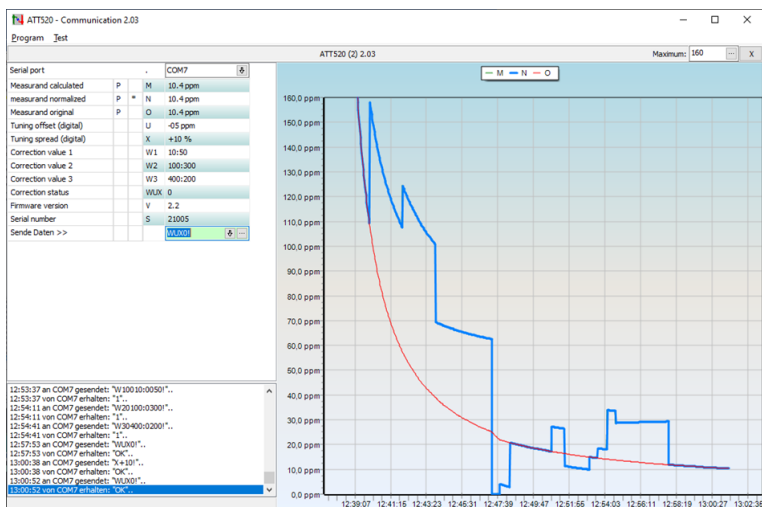 ATT520 - Communication 2.03
Program Test
ATT520 (2) 2.03 Maximum: 160 ... X
Serial port . COM7
Measurand calculated P M 10.4 ppm
measurand normalized P * N 10.4 ppm
Measurand original P O 10.4 ppm
Tuning offset (digital) U -05 ppm
Tuning spread (digital) X +10 %
Correction value 1 W1 10:50
Correction value 2 W2 100:300
Correction value 3 W3 400:200
Correction status WUX 0
Firmware version V 2.2
Serial number S 21005
Sende Daten >> WUX0! ...
12:53:37 an COM7 gesendet: "W10010:0050!"..
12:53:37 von COM7 erhalten: "1"..
12:54:11 an COM7 gesendet: "W20100:0300!"..
12:54:11 von COM7 erhalten: "1"..
12:54:41 an COM7 gesendet: "W30400:0200!"..
12:54:41 von COM7 erhalten: "1"..
12:57:53 an COM7 gesendet: "WUX0!"..
12:57:53 von COM7 erhalten: "OK"..
13:00:38 an COM7 gesendet: "X+10!"..
13:00:38 von COM7 erhalten: "OK"..
13:00:52 an COM7 gesendet: "WUX0!"..
13:00:52 von COM7 erhalten: "OK"..
M N O
160,0 ppm
150,0 ppm
140,0 ppm
130,0 ppm
120,0 ppm
110,0 ppm
100,0 ppm
90,0 ppm
80,0 ppm
70,0 ppm
60,0 ppm
50,0 ppm
40,0 ppm
30,0 ppm
20,0 ppm
10,0 ppm
0,0 ppm
12:39:07 12:41:15 12:43:23 12:45:31 12:47:39 12:49:47 12:51:55 12:54:03 12:56:11 12:58:19 13:00:27 13:02:35